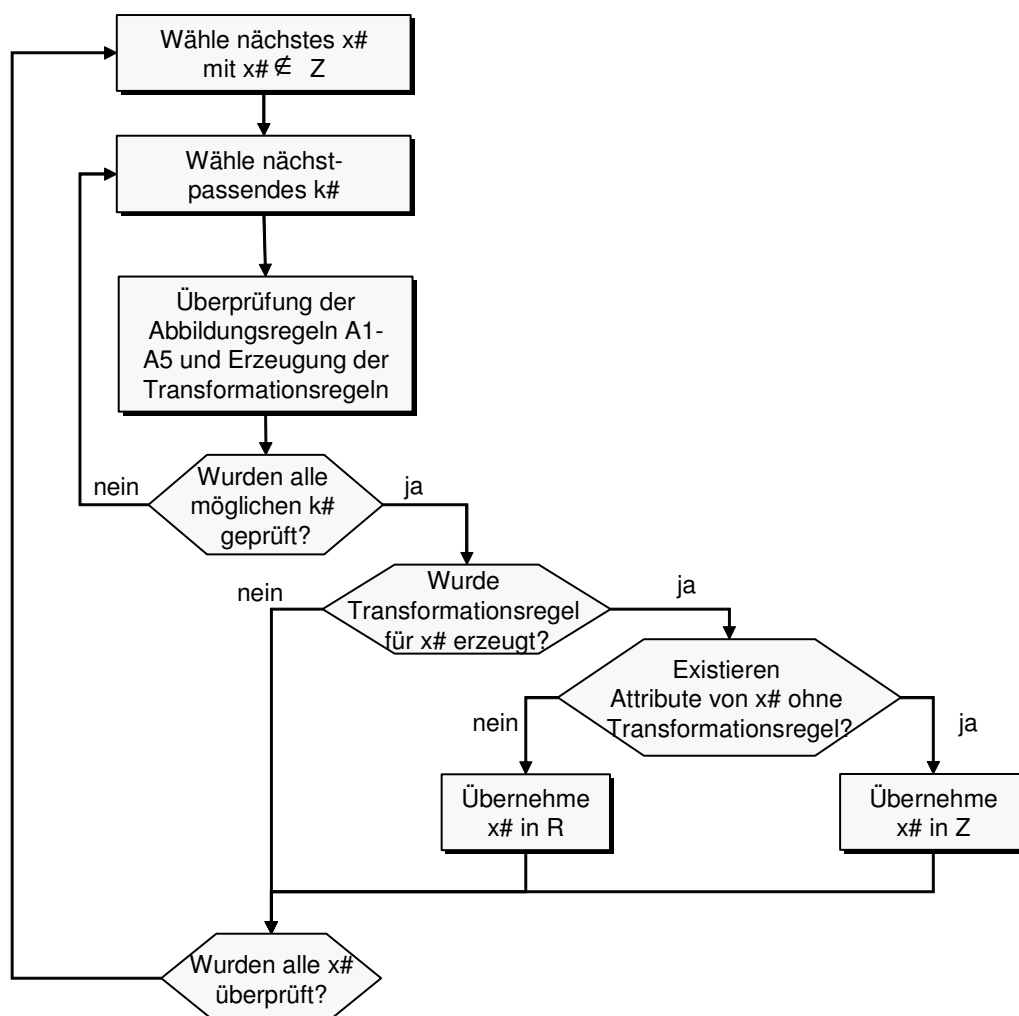 Wähle nächstes x#
mit x# ∉ Z
Wähle nächst-
passendes k#
Überprüfung der
Abbildungsregeln A1-
A5 und Erzeugung der
Transformationsregeln
nein
Wurden alle
möglichen k#
geprüft?
ja
nein
Wurde
Transformationsregel
für x# erzeugt?
ja
Existieren
Attribute von x# ohne
Transformationsregel?
nein
ja
Übernehme
x# in R
Übernehme
x# in Z
Wurden alle x#
überprüft?